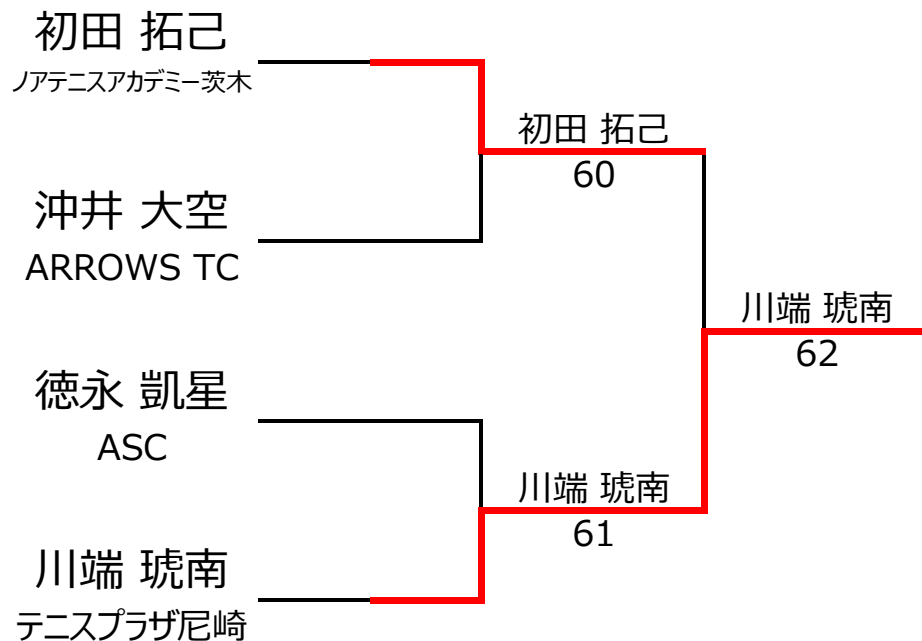 初田 拓己
ノアテニスアカデミー茨木
初田 拓己
60
沖井 大空
ARROWS TC
川端 琥南
62
徳永 凱星
ASC
川端 琥南
61
川端 琥南
テニスプラザ尼崎